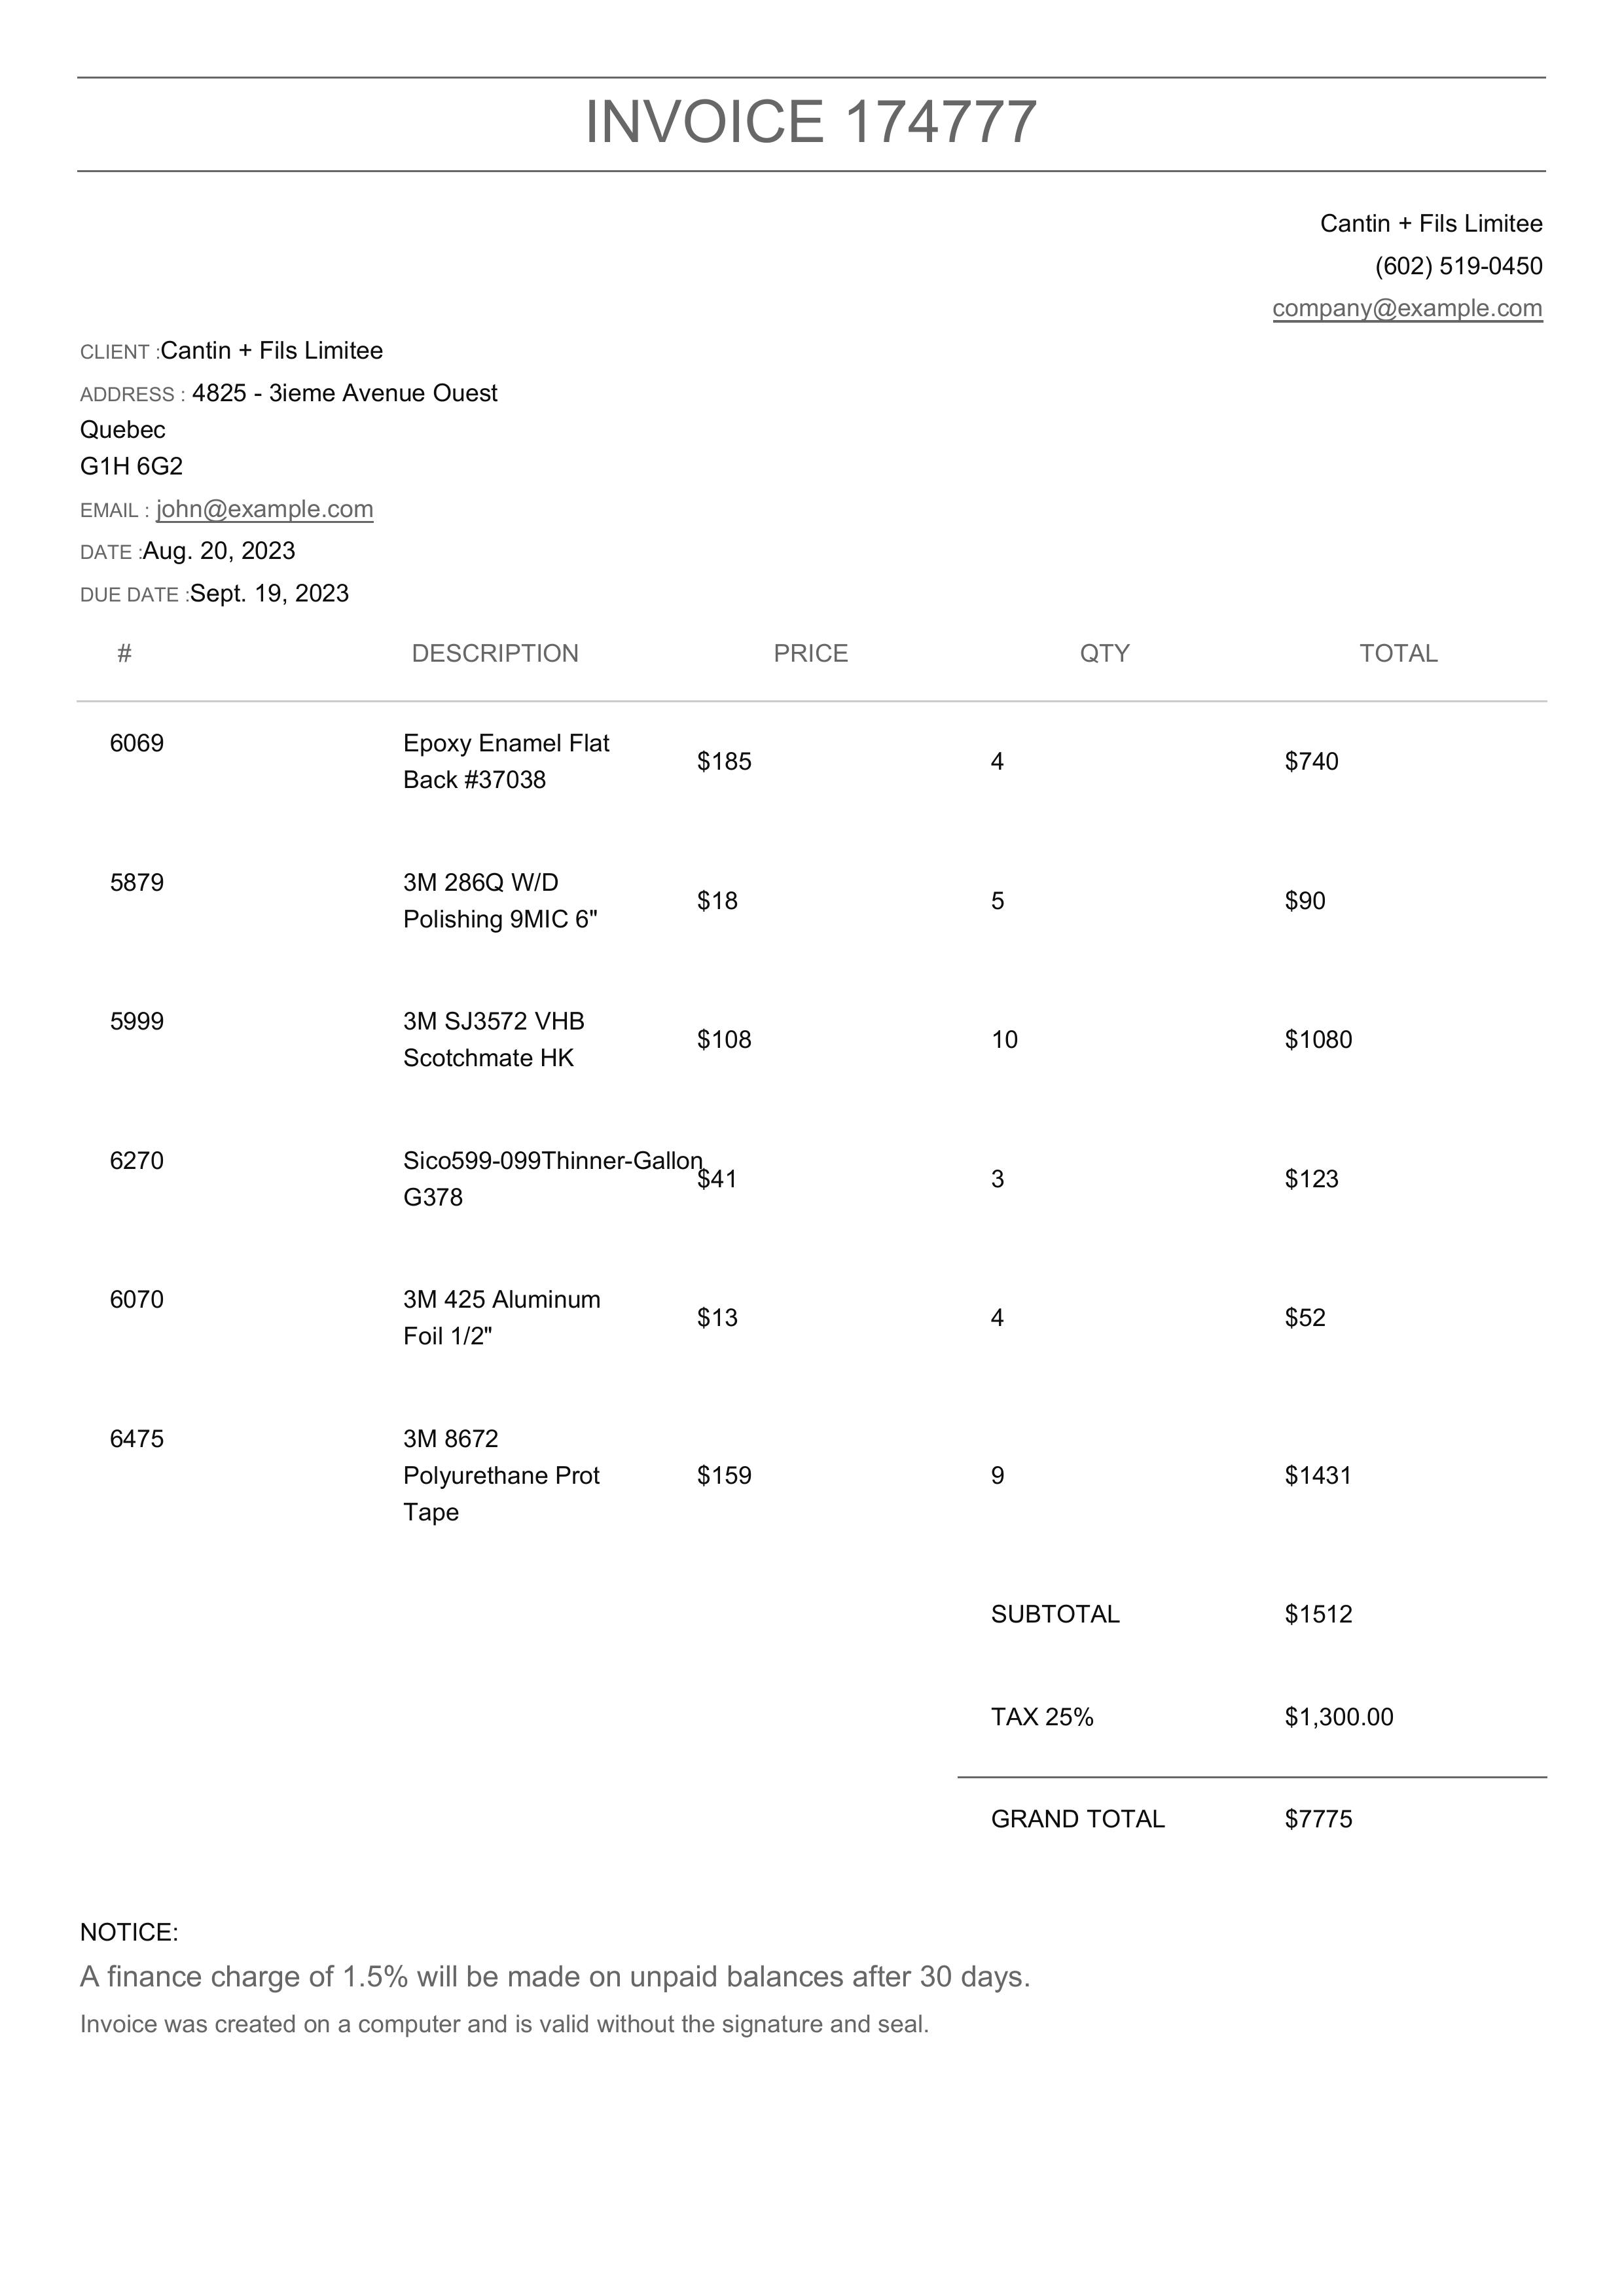 INVOICE 174777
Cantin + Fils Limitee
(602) 519-0450
company@example.com
CLIENT :Cantin + Fils Limitee
ADDRESS : 4825 - 3ieme Avenue Ouest
Quebec
G1H 6G2
EMAIL : john@example.com
DATE :Aug. 20, 2023
DUE DATE :Sept. 19, 2023
# DESCRIPTION PRICE QTY TOTAL
6069 Epoxy Enamel Flat
Back #37038 $185 4 $740
5879 3M 286Q W/D
Polishing 9MIC 6" $18 5 $90
5999 3M SJ3572 VHB
Scotchmate HK $108 10 $1080
6270 Sico599-099Thinner-Gallon
G378 $41 3 $123
6070 3M 425 Aluminum
Foil 1/2" $13 4 $52
6475 3M 8672
Polyurethane Prot $159 9 $1431
Tape
SUBTOTAL $1512
TAX 25% $1,300.00
GRAND TOTAL $7775
NOTICE:
A finance charge of 1.5% will be made on unpaid balances after 30 days.
Invoice was created on a computer and is valid without the signature and seal.